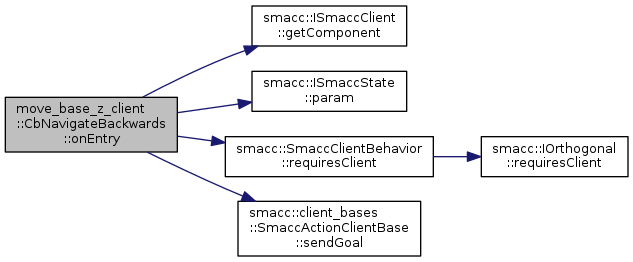 move_base_z_client
::CbNavigateBackwards
::onEntry
smacc::ISmaccClient
::getComponent
smacc::ISmaccState
::param
smacc::SmaccClientBehavior
::requiresClient
smacc::IOrthogonal
::requiresClient
smacc::client_bases
::SmaccActionClientBase
::sendGoal